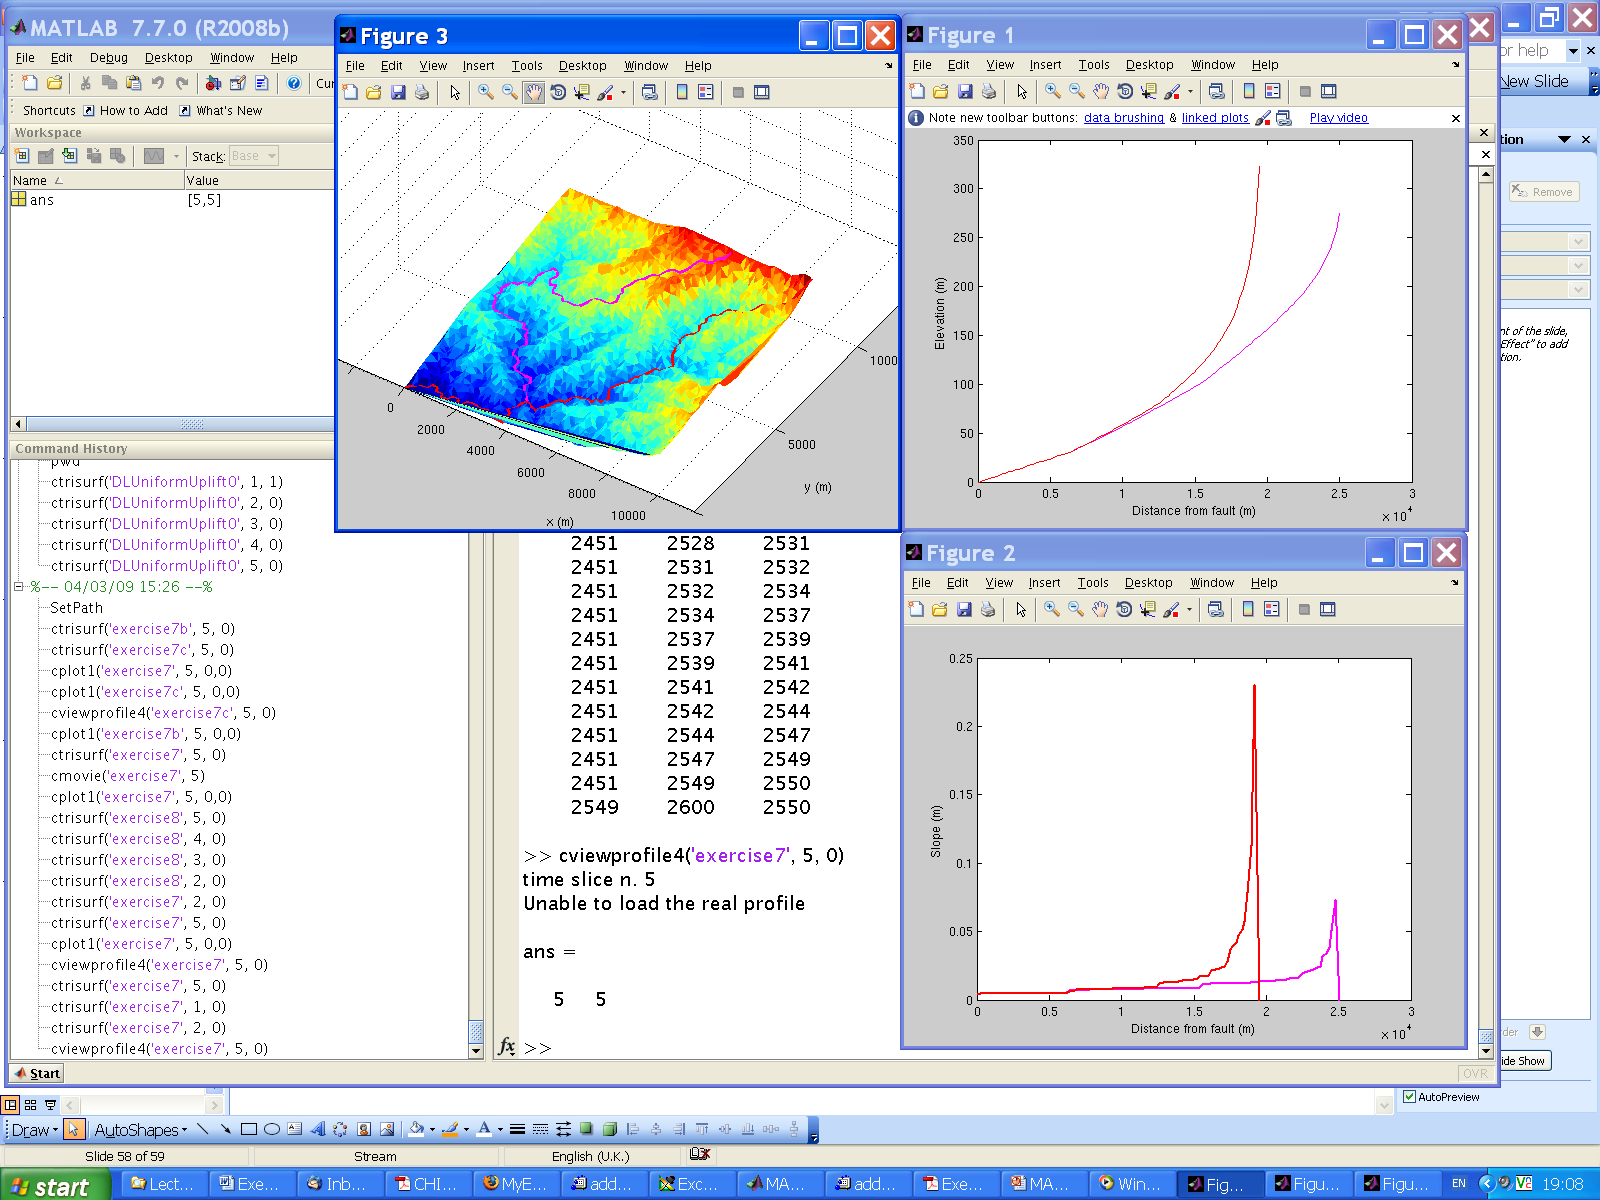 MATLAB 7.7.0 (R2008b)
File Edit Debug Desktop Window Help
Shortcuts How to Add What's New
Workspace
Stack: Base
Name Value
ans [5,5]
Command History
pwd
ctrisurf('DLUniformUplift0', 1, 1)
ctrisurf('DLUniformUplift0', 2, 0)
ctrisurf('DLUniformUplift0', 3, 0)
ctrisurf('DLUniformUplift0', 4, 0)
ctrisurf('DLUniformUplift0', 5, 0)
%-- 04/03/09 15:26 --%
SetPath
ctrisurf('exercise7b', 5, 0)
ctrisurf('exercise7c', 5, 0)
cplot1('exercise7', 5, 0,0)
cplot1('exercise7c', 5, 0,0)
cviewprofile4('exercise7c', 5, 0)
cplot1('exercise7b', 5, 0,0)
ctrisurf('exercise7', 5, 0)
cmovie('exercise7', 5)
cplot1('exercise7', 5, 0,0)
ctrisurf('exercise8', 5, 0)
ctrisurf('exercise8', 4, 0)
ctrisurf('exercise8', 3, 0)
ctrisurf('exercise8', 2, 0)
ctrisurf('exercise7', 2, 0)
ctrisurf('exercise7', 5, 0)
cplot1('exercise7', 5, 0,0)
cviewprofile4('exercise7', 5, 0)
ctrisurf('exercise7', 5, 0)
ctrisurf('exercise7', 1, 0)
ctrisurf('exercise7', 2, 0)
cviewprofile4('exercise7', 5, 0)
Start
Figure 3
File Edit View Insert Tools Desktop Window Help
0
2000
4000
6000
8000
10000
x (m)
5000
1000
y (m)
2451 2528 2531
2451 2531 2532
2451 2532 2534
2451 2534 2537
2451 2537 2539
2451 2539 2541
2451 2541 2542
2451 2542 2544
2451 2544 2547
2451 2547 2549
2451 2549 2550
2549 2600 2550
>> cviewprofile4('exercise7', 5, 0)
time slice n. 5
Unable to load the real profile
ans =
5 5
fx >>
Figure 1
File Edit View Insert Tools Desktop Window Help
Note new toolbar buttons: data brushing & linked plots Play video
350
300
250
200
150
100
50
0
Elevation (m)
0 0.5 1 1.5 2 2.5 3
Distance from fault (m)
x 10^4
Figure 2
File Edit View Insert Tools Desktop Window Help
0.25
0.2
0.15
0.1
0.05
0
Slope (m)
0 0.5 1 1.5 2 2.5 3
Distance from fault (m)
x 10^4
or help
New Slide
tion
Remove
nt of the slide,
Effect" to add
tion.
ide Show
OVR
AutoPreview
Draw AutoShapes
Slide 58 of 59 Stream English (U.K.)
start Lect... Exe... Inb... CHI... MyE... add... Exc... MA... add... Exe... MA... Win... Fig... Figu... Figu... EN 19:08